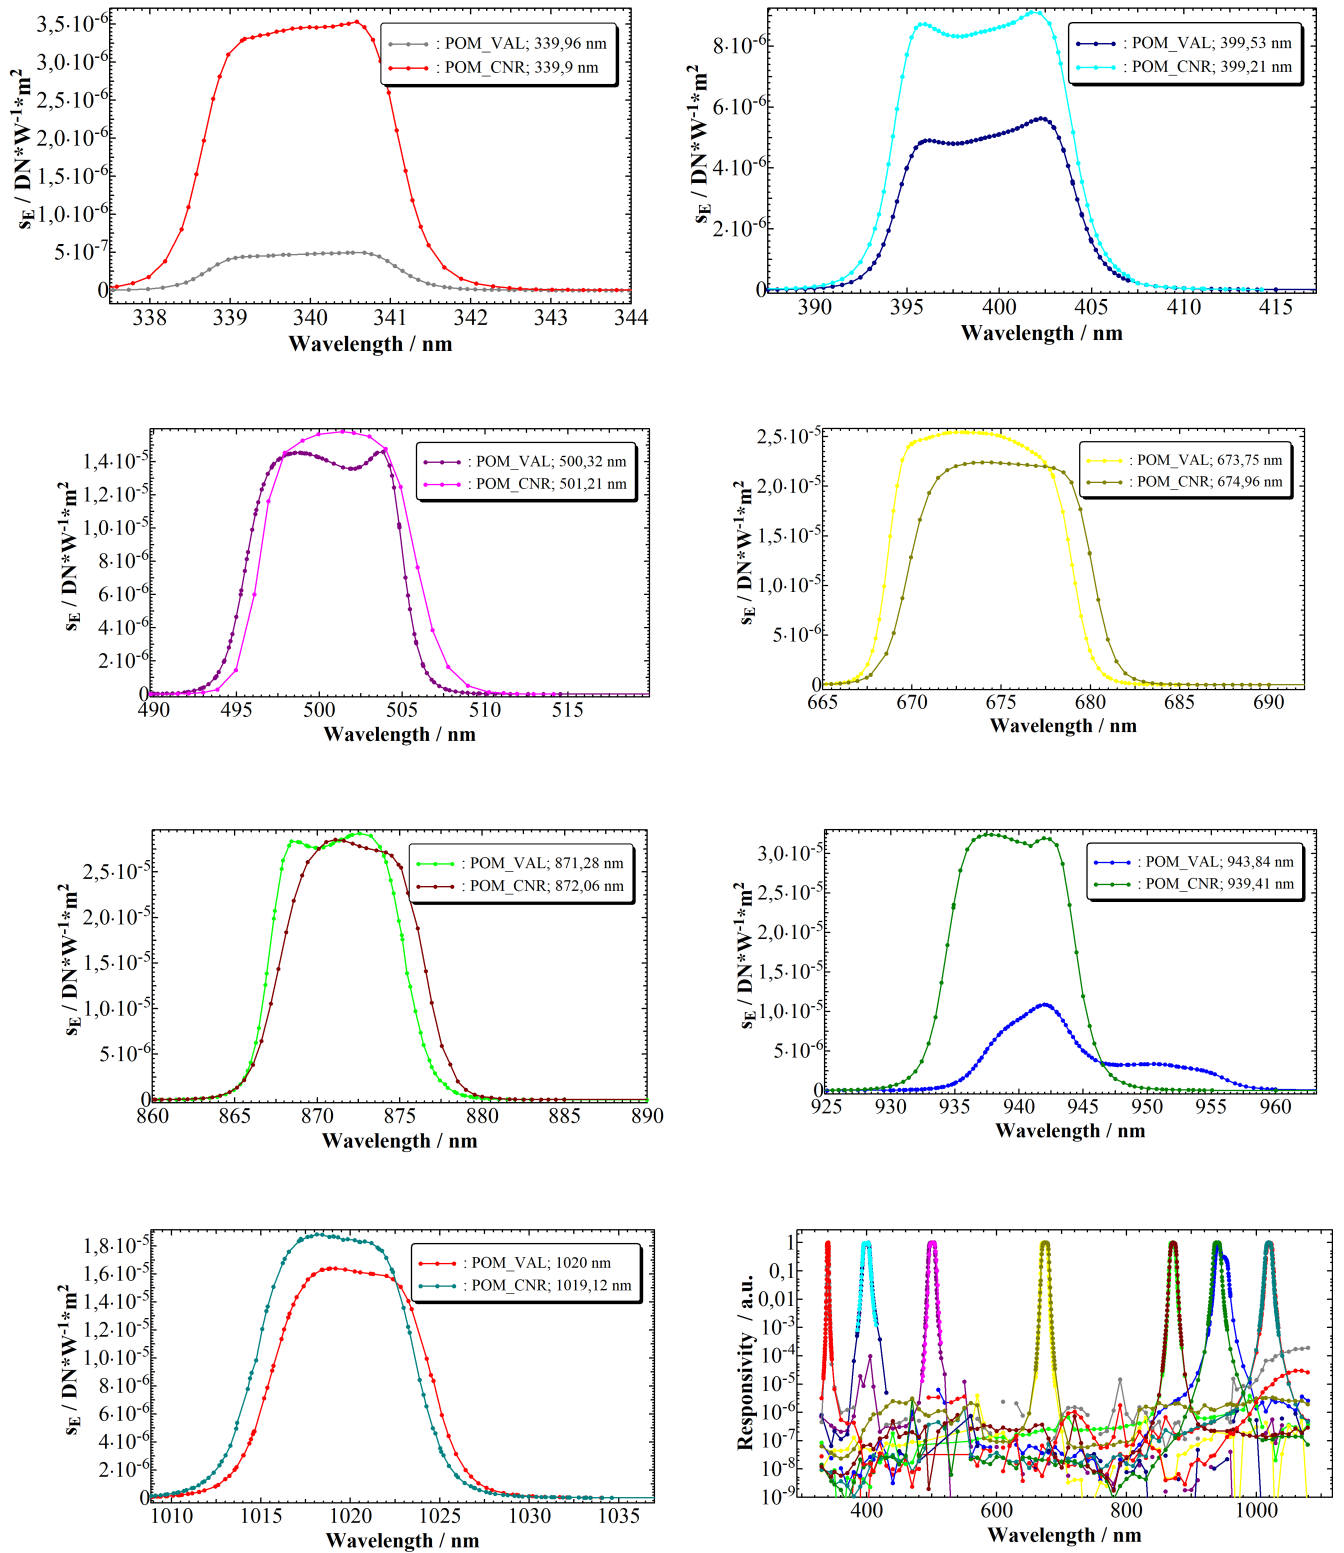 3,5·10-6
3,0·10-6
2,5·10-6
2,0·10-6
1,5·10-6
1,0·10-6
5·10-7
0
sE / DN*W-1*m2
: POM_VAL; 339,96 nm
: POM_CNR; 339,9 nm
338 339 340 341 342 343 344
Wavelength / nm
8·10-6
6·10-6
4·10-6
2·10-6
0
sE / DN*W-1*m2
: POM_VAL; 399,53 nm
: POM_CNR; 399,21 nm
390 395 400 405 410 415
Wavelength / nm
1,4·10-5
1,2·10-5
1,0·10-5
8·10-6
6·10-6
4·10-6
2·10-6
0
sE / DN*W-1*m2
: POM_VAL; 500,32 nm
: POM_CNR; 501,21 nm
490 495 500 505 510 515
Wavelength / nm
2,5·10-5
2,0·10-5
1,5·10-5
1,0·10-5
5·10-6
0
sE / DN*W-1*m2
: POM_VAL; 673,75 nm
: POM_CNR; 674,96 nm
665 670 675 680 685 690
Wavelength / nm
2,5·10-5
2,0·10-5
1,5·10-5
1,0·10-5
5·10-6
0
sE / DN*W-1*m2
: POM_VAL; 871,28 nm
: POM_CNR; 872,06 nm
860 865 870 875 880 885 890
Wavelength / nm
3,0·10-5
2,5·10-5
2,0·10-5
1,5·10-5
1,0·10-5
5·10-6
0
sE / DN*W-1*m2
: POM_VAL; 943,84 nm
: POM_CNR; 939,41 nm
925 930 935 940 945 950 955 960
Wavelength / nm
1,8·10-5
1,6·10-5
1,4·10-5
1,2·10-5
1,0·10-5
8·10-6
6·10-6
4·10-6
2·10-6
0
sE / DN*W-1*m2
: POM_VAL; 1020 nm
: POM_CNR; 1019,12 nm
1010 1015 1020 1025 1030 1035
Wavelength / nm
1
0,1
0,01
10-3
10-4
10-5
10-6
10-7
10-8
10-9
Responsivity / a.u.
400 600 800 1000
Wavelength / nm